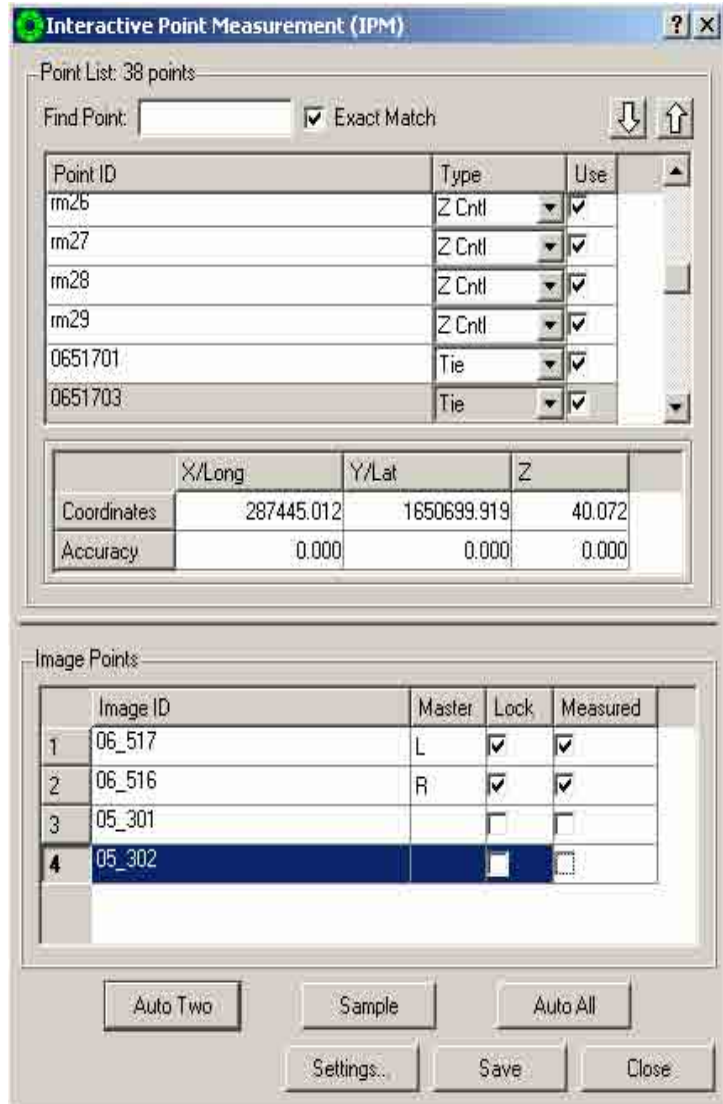 Interactive Point Measurement (IPM)
Point List: 38 points
Find Point: Exact Match
Point ID Type Use
rm26 Z Cntl
rm27 Z Cntl
rm28 Z Cntl
rm29 Z Cntl
0651701 Tie
0651703 Tie
X/Long Y/Lat Z
Coordinates 287445.012 1650699.919 40.072
Accuracy 0.000 0.000 0.000
Image Points
Image ID Master Lock Measured
1 06_517 L
2 06_516 R
3 05_301
4 05_302
Auto Two Sample Auto All
Settings.. Save Close